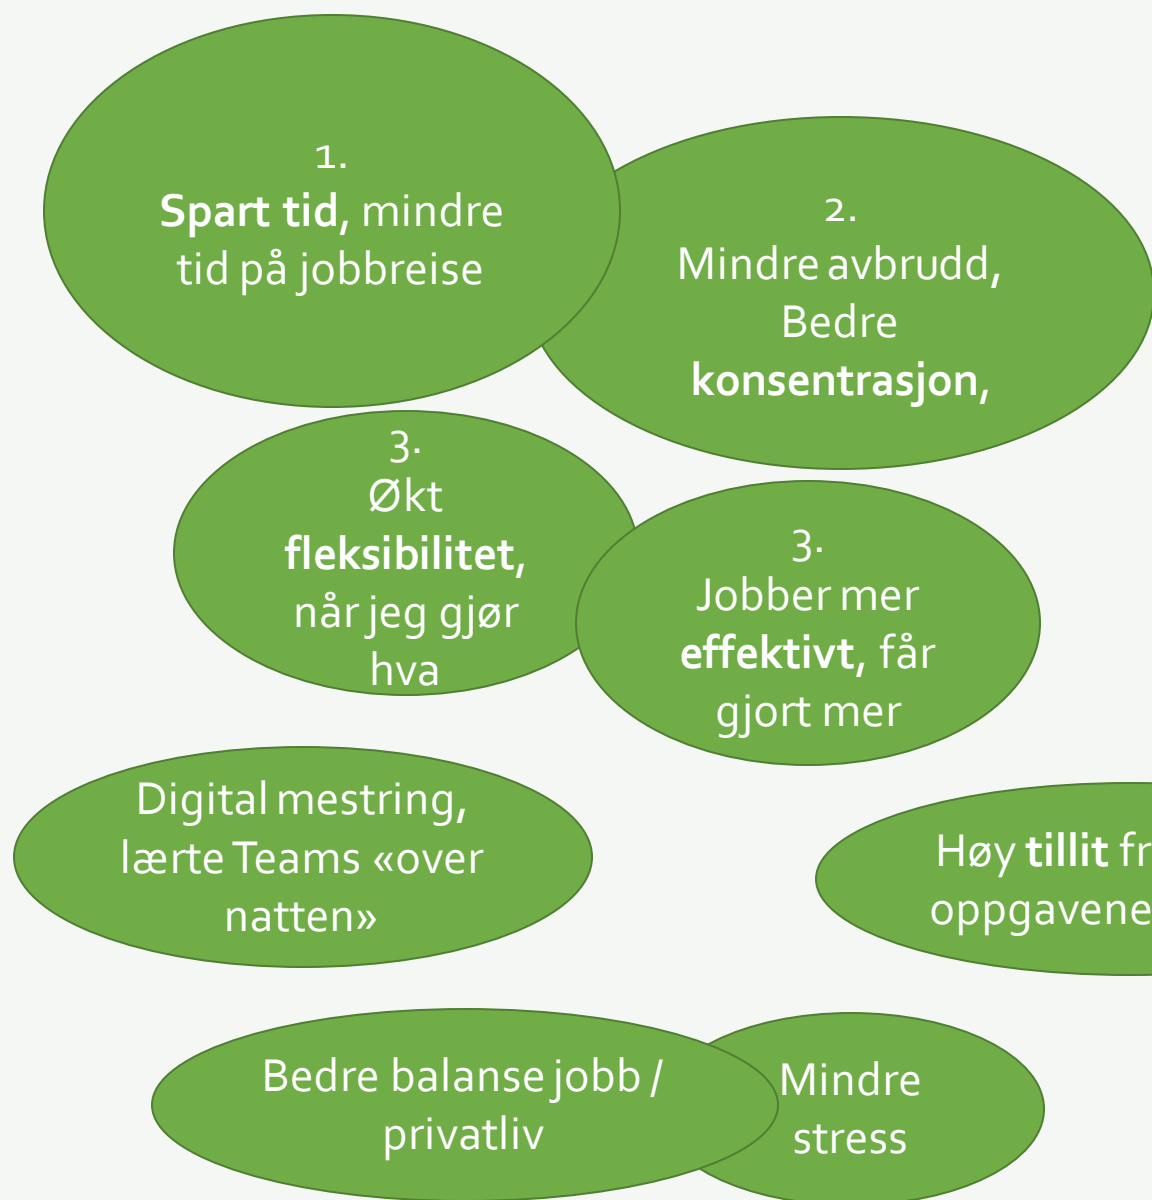 1.
Spart tid, mindre
tid på jobbreise
2.
Mindre avbrudd,
Bedre
konsentrasjon,
3.
Økt
fleksibilitet,
når jeg gjør
hva
3.
Jobber mer
effektivt, får
gjort mer
Digital mestring,
lærte Teams «over
natten»
Høy tillit
oppgavene
Bedre balanse jobb /
privatliv
Mindre
stress